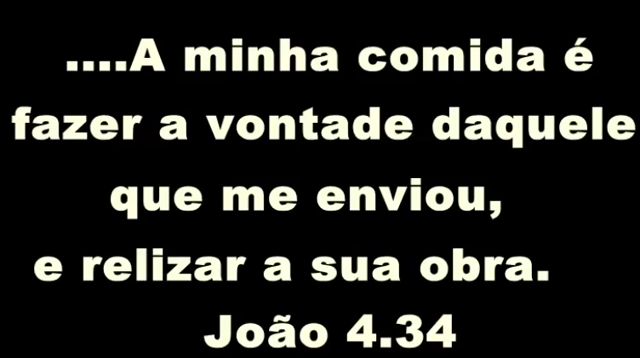 ....A minha comida é
fazer a vontade daquele
que me enviou,
e relizar a sua obra.
João 4.34